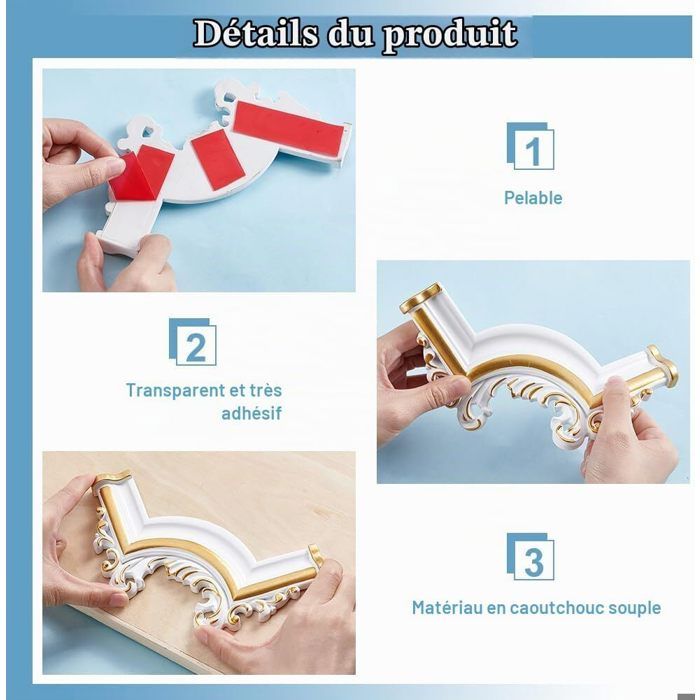 Détails du produit
1
Pelable
2
Transparent et très
adhésif
3
Matériau en caoutchouc souple